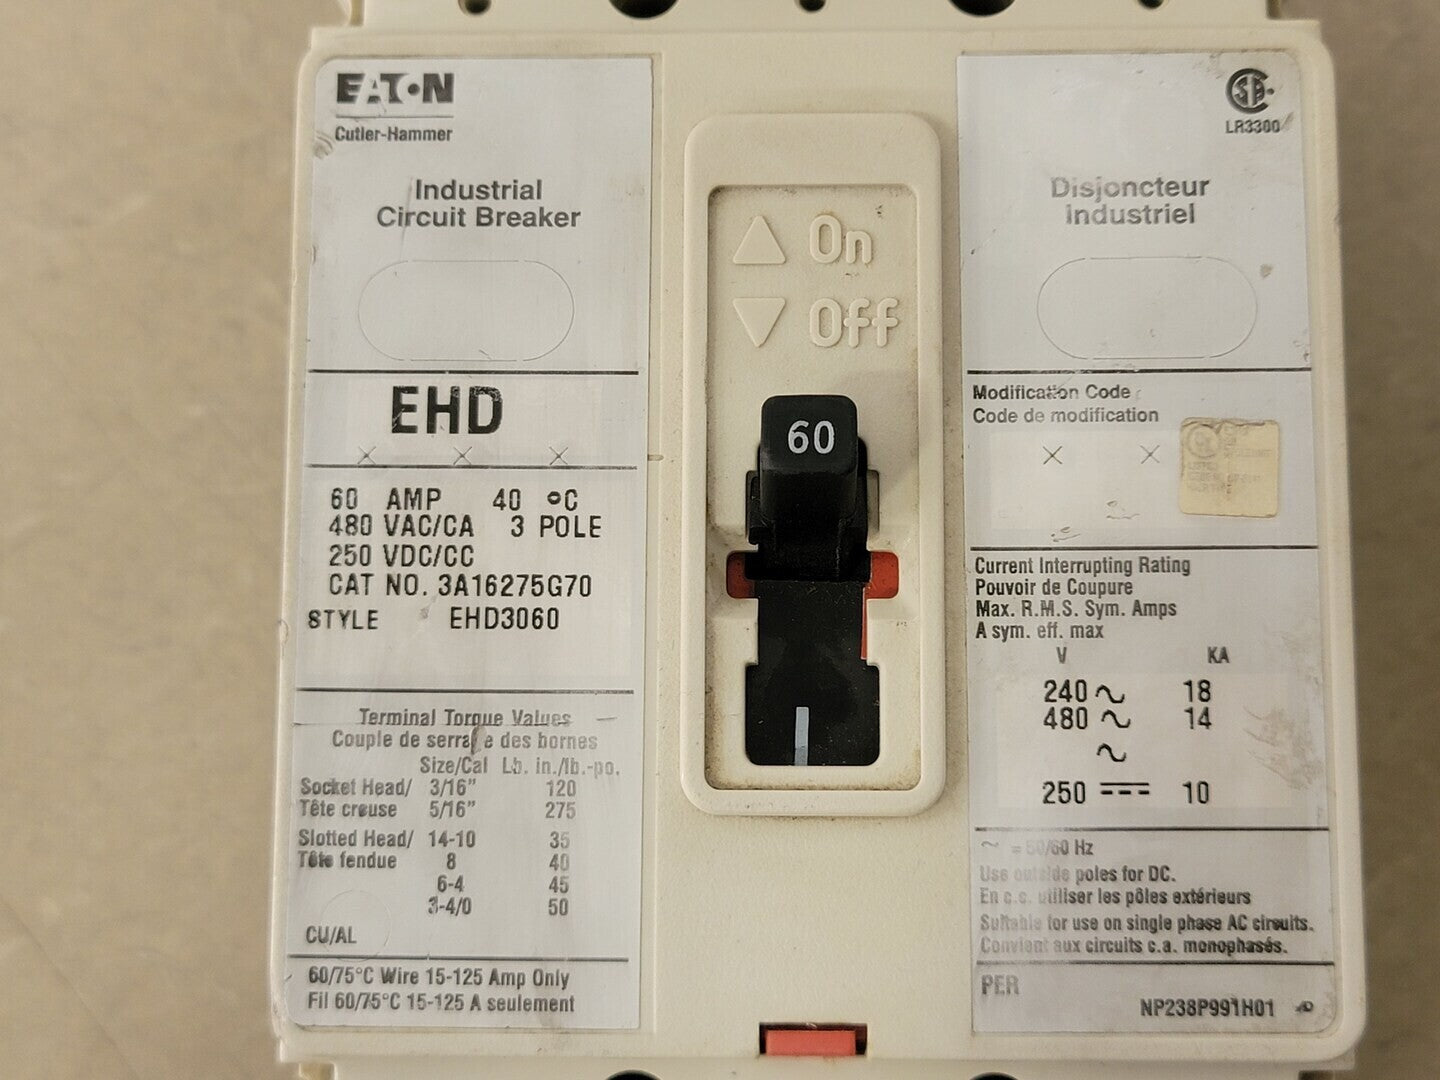 EATON
Cutler-Hammer
Industrial
Circuit Breaker
EHD
60 AMP 40 °C
480 VAC/CA 3 POLE
250 VDC/CC
CAT NO. 3A16275G70
STYLE EHD3060
Terminal Torque Values
Couple de serrage des bornes
Size/Cal Lb. in./lb.-po.
Socket Head/ 3/16" 120
Tête creuse 5/16" 275
Slotted Head/ 14-10 35
Tête fendue 8 40
6-4 45
3-4/0 50
CU/AL
60/75°C Wire 15-125 Amp Only
Fil 60/75°C 15-125 A seulement
On
Off
60
LR3300
Disjoncteur
Industriel
Modification Code
Code de modification
Current Interrupting Rating
Pouvoir de Coupure
Max. R.M.S. Sym. Amps
A sym. eff. max
V KA
240 ~ 18
480 ~ 14
~
250 ⎓ 10
~ = 50/60 Hz
Use outside poles for DC.
En c.c. utiliser les pôles extérieurs
Suitable for use on single phase AC circuits.
Convient aux circuits c.a. monophasés.
PER
NP238P991H01